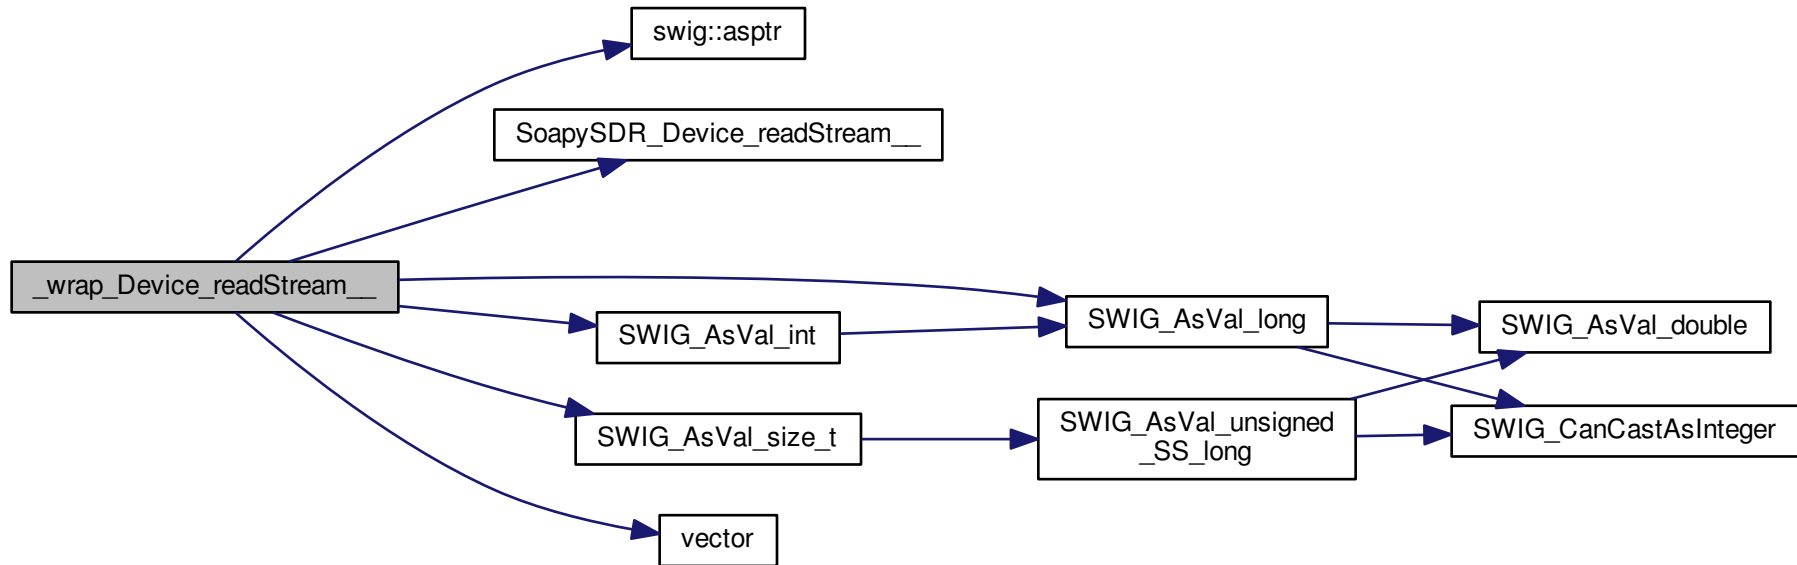 swig::asptr
SoapySDR_Device_readStream__
_wrap_Device_readStream__
SWIG_AsVal_int
SWIG_AsVal_long
SWIG_AsVal_double
SWIG_AsVal_size_t
SWIG_AsVal_unsigned
_SS_long
SWIG_CanCastAsInteger
vector